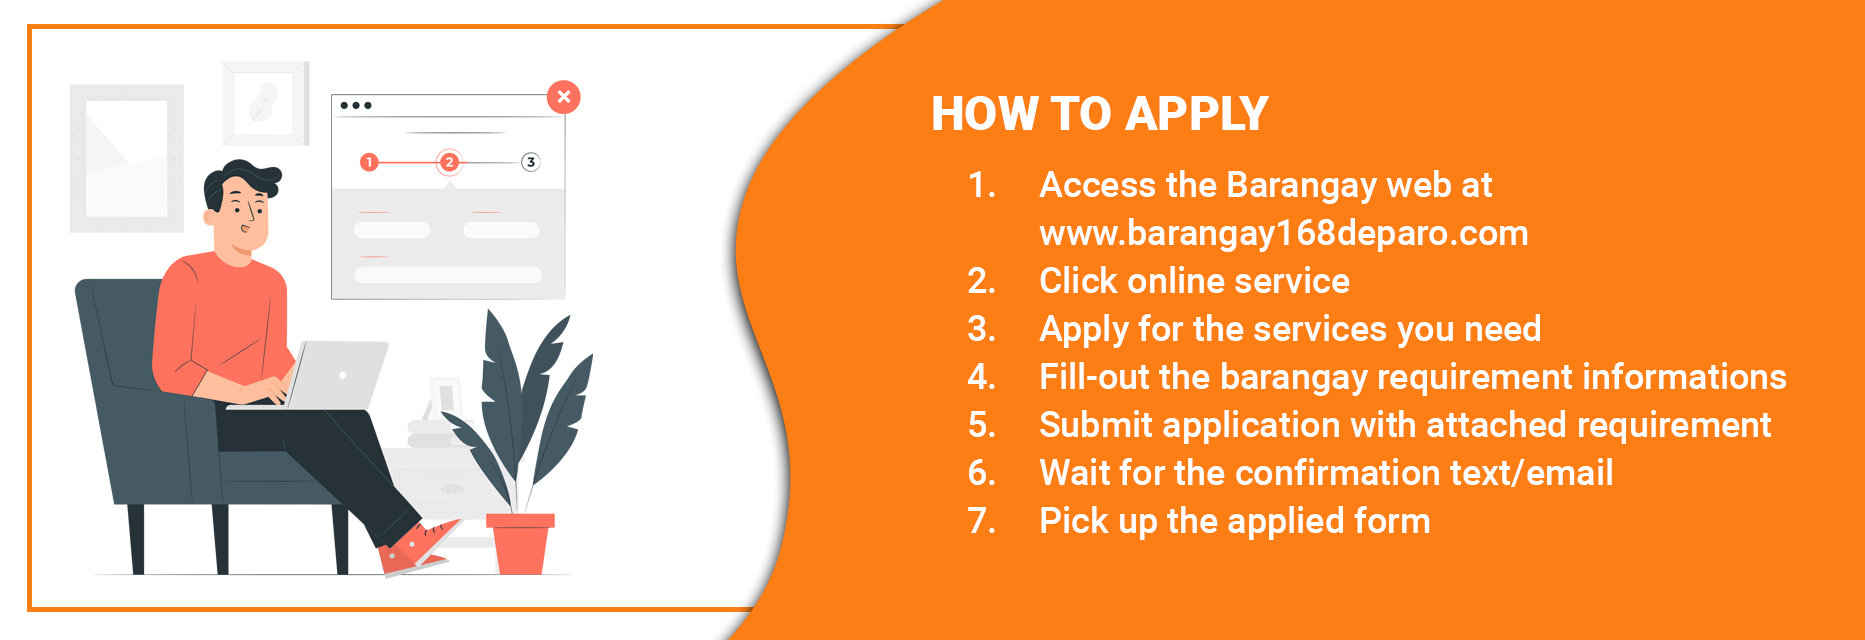 1 2 3
HOW TO APPLY
1. Access the Barangay web at
www.barangay168deparo.com
2. Click online service
3. Apply for the services you need
4. Fill-out the barangay requirement informations
5. Submit application with attached requirement
6. Wait for the confirmation text/email
7. Pick up the applied form